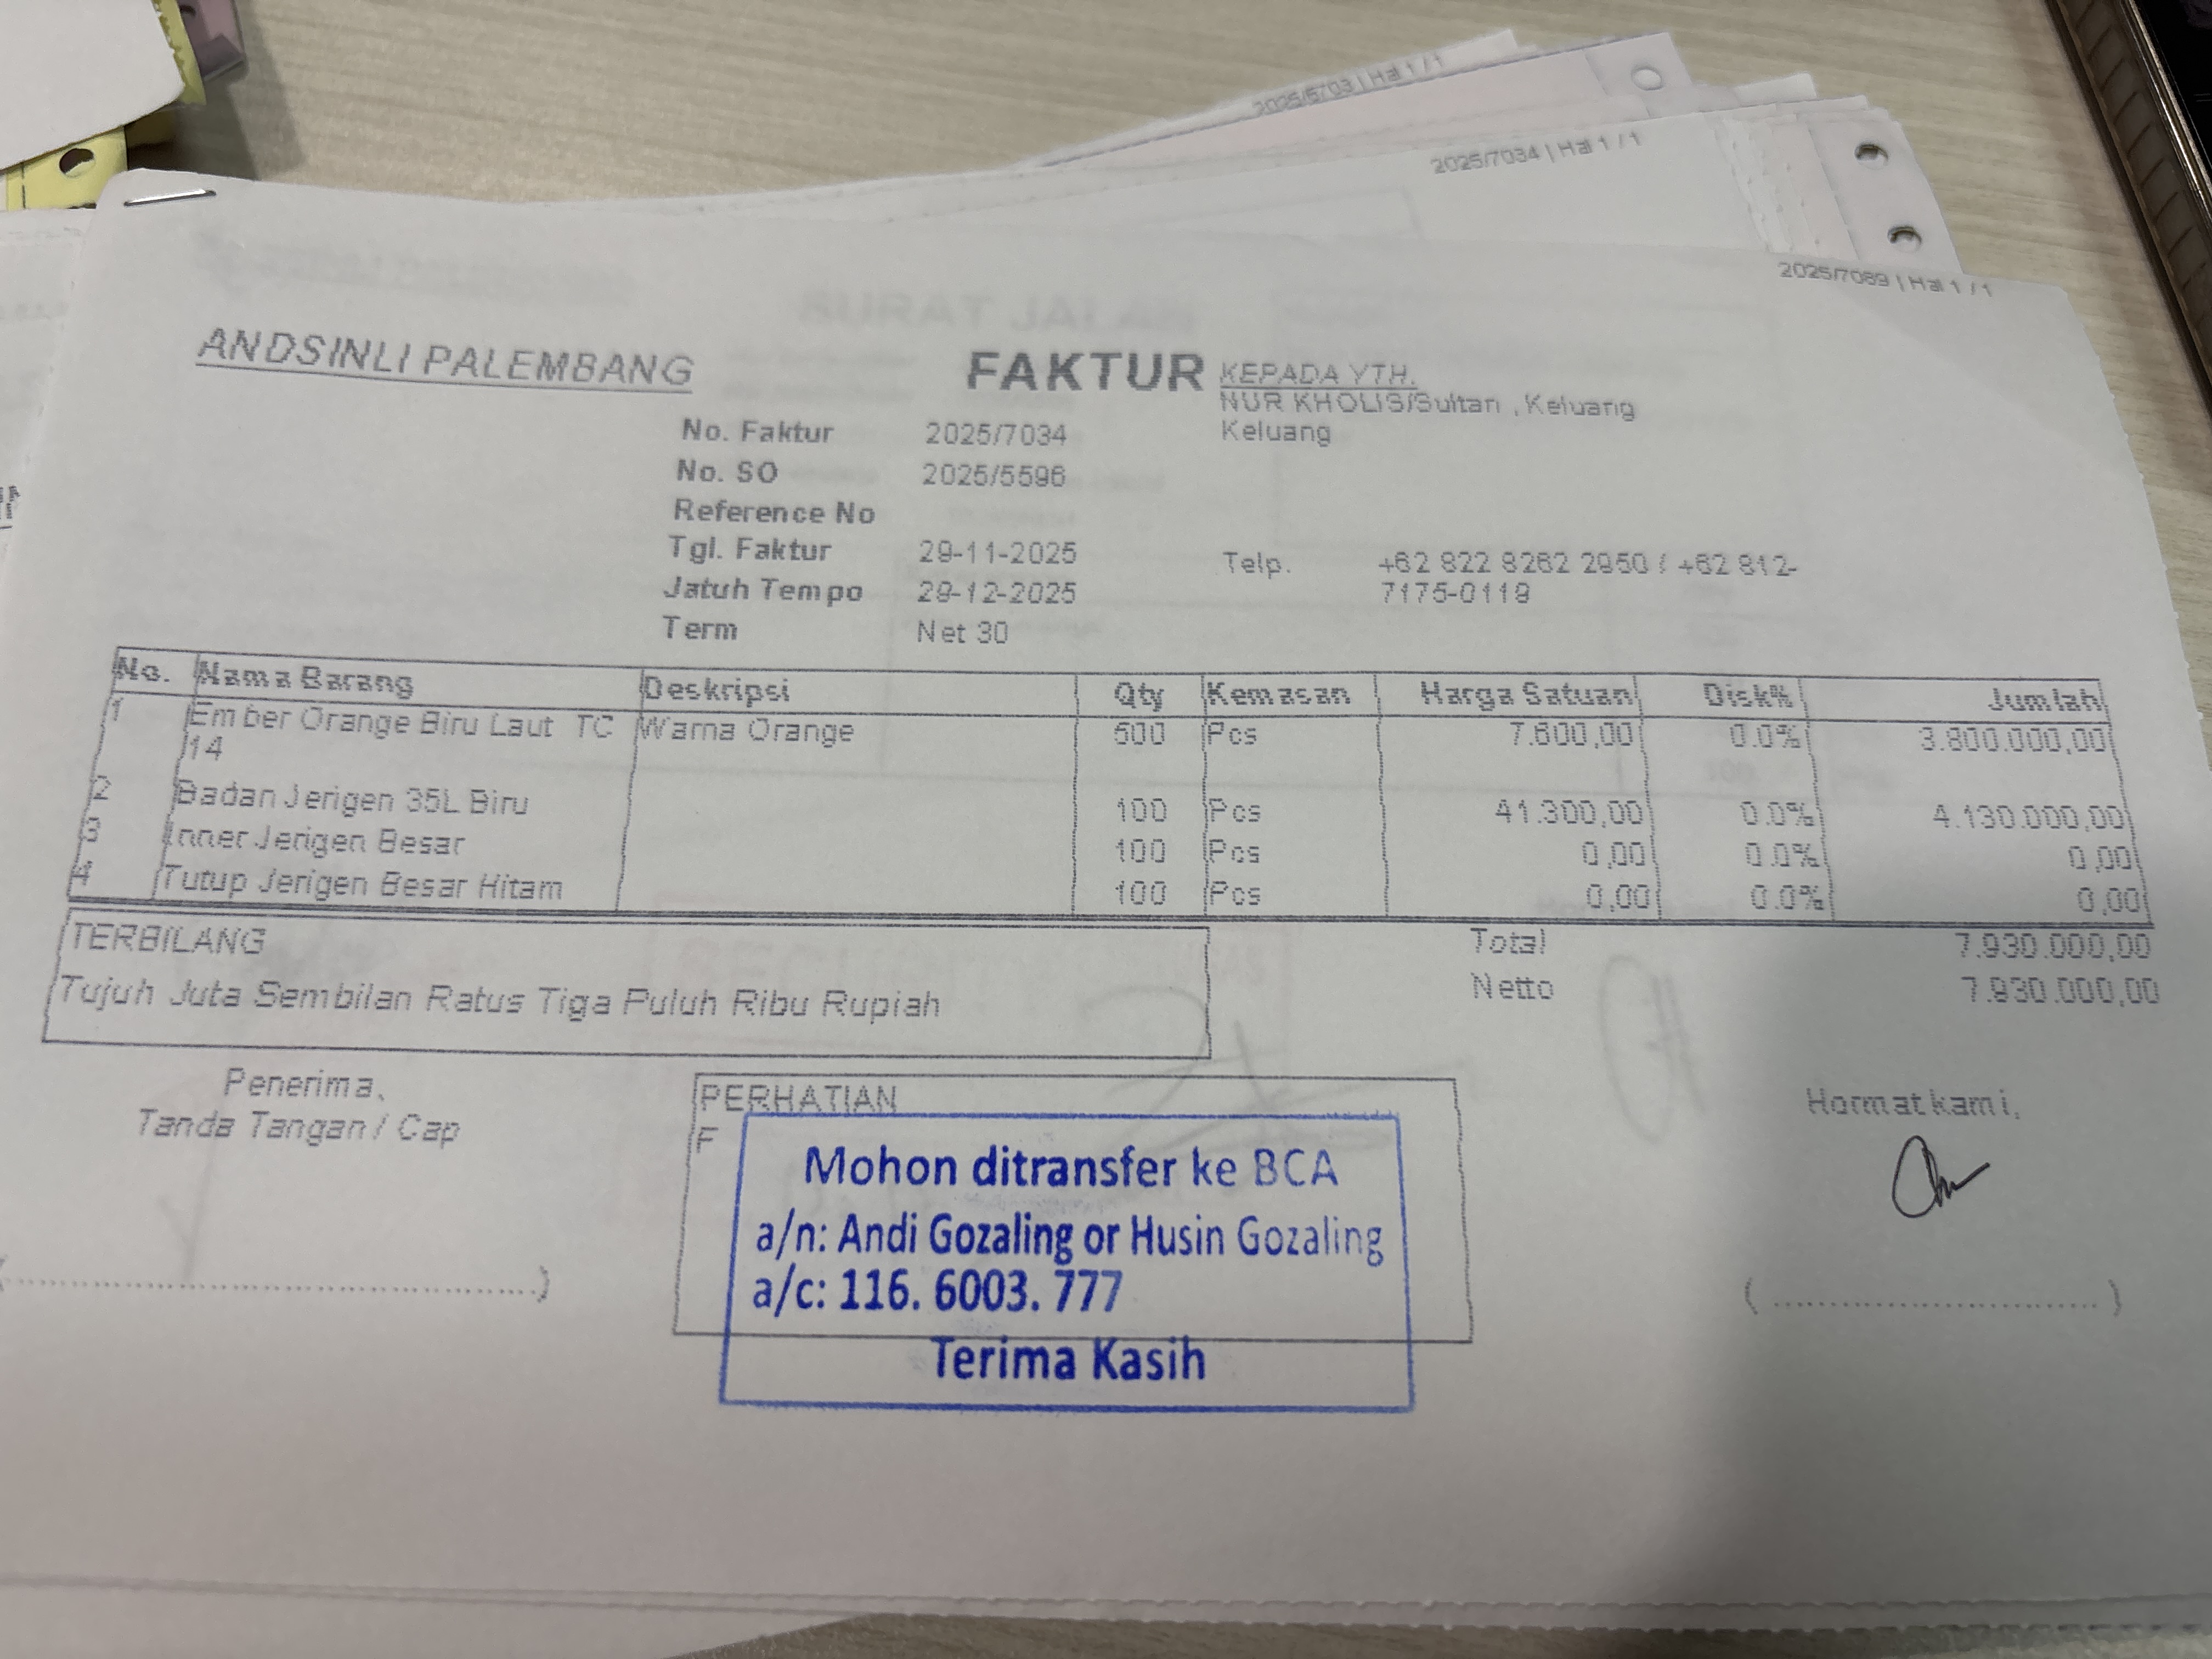 2025/6703 | Hal 1 / 1
2025/7034 | Hal 1 / 1
2025/7089 | Hal 1 / 1
SURAT JALAN
ANDSINLI PALEMBANG
FAKTUR
KEPADA YTH.
NUR KHOLIS/Sultan , Keluang
Keluang
No. Faktur 2025/7034
No. SO 2025/5596
Reference No
Tgl. Faktur 29-11-2025
Jatuh Tempo 29-12-2025
Term Net 30
Telp. +62 822 8262 2950 / +62 812-
7175-0119
No. Nama Barang Deskripsi Qty Kemasan Harga Satuan Disk% Jumlah
1 Ember Orange Biru Laut TC Warna Orange 500 Pcs 7.600,00 0.0% 3.800.000,00
14
2 Badan Jerigen 35L Biru 100 Pcs 41.300,00 0.0% 4.130.000,00
3 Inner Jerigen Besar 100 Pcs 0,00 0.0% 0,00
4 Tutup Jerigen Besar Hitam 100 Pcs 0,00 0.0% 0,00
TERBILANG
Tujuh Juta Sembilan Ratus Tiga Puluh Ribu Rupiah
Total 7.930.000,00
Netto 7.930.000,00
Penerima,
Tanda Tangan / Cap
PERHATIAN
F
Mohon ditransfer ke BCA
a/n: Andi Gozaling or Husin Gozaling
a/c: 116. 6003. 777
Terima Kasih
Hormat kami,